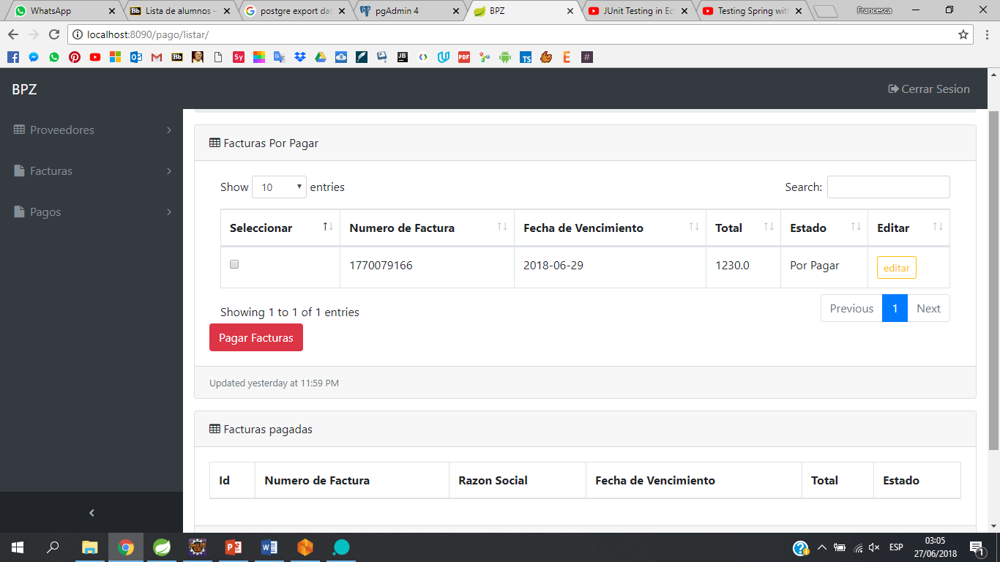 WhatsApp
Lista de alumnos –
postgre export dat
pgAdmin 4
BPZ
JUnit Testing in Ec
Testing Spring with
Francesca
localhost:8090/pago/listar/
BPZ
Cerrar Sesion
Proveedores
Facturas
Pagos
Facturas Por Pagar
Show 10 entries
Search:
Seleccionar Numero de Factura Fecha de Vencimiento Total Estado Editar
1770079166 2018-06-29 1230.0 Por Pagar editar
Showing 1 to 1 of 1 entries
Previous 1 Next
Pagar Facturas
Updated yesterday at 11:59 PM
Facturas pagadas
Id Numero de Factura Razon Social Fecha de Vencimiento Total Estado
ESP
03:05
27/06/2018
1